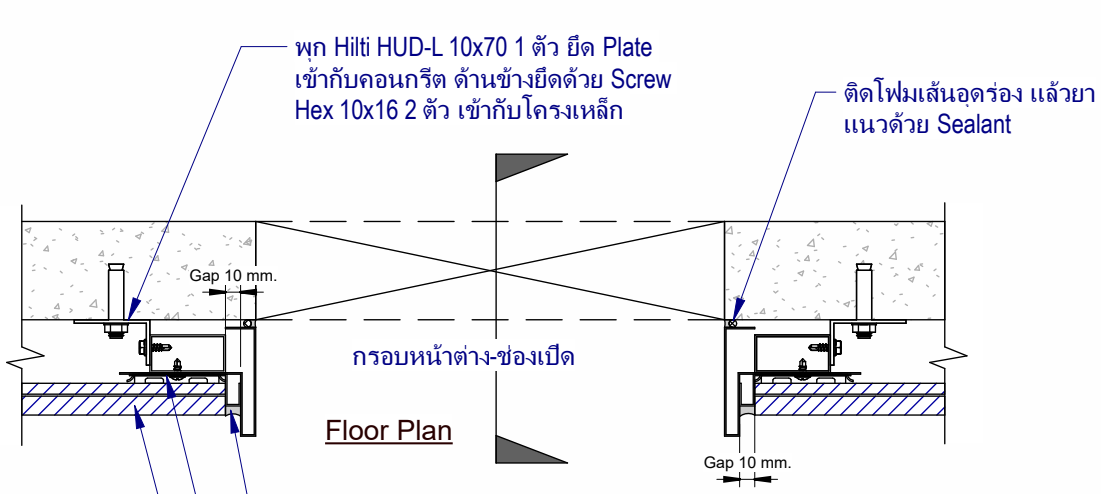 พุก Hilti HUD-L 10x70 1 ตัว ยึด Plate
เข้ากับคอนกรีต ด้านข้างยึดด้วย Screw
Hex 10x16 2 ตัว เข้ากับโครงเหล็ก
ติดโฟมเส้นอุดร่อง แล้วยา
แนวด้วย Sealant
Gap 10 mm.
กรอบหน้าต่าง-ช่องเปิด
Floor Plan
Gap 10 mm.